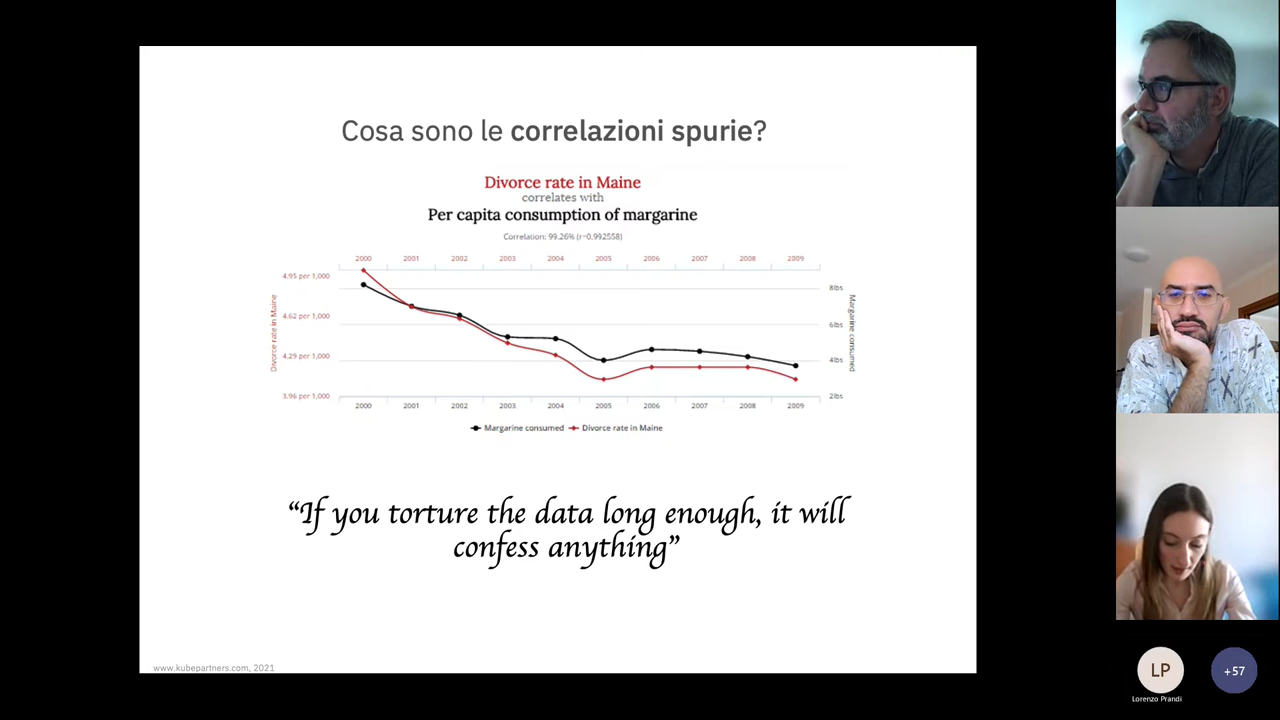 Cosa sono le correlazioni spurie?
Divorce rate in Maine
correlates with
Per capita consumption of margarine
Correlation: 99.26% (r=0.992558)
2000 2001 2002 2003 2004 2005 2006 2007 2008 2009
4.95 per 1,000
4.62 per 1,000
4.29 per 1,000
3.96 per 1,000
Divorce rate in Maine
8lbs
6lbs
4lbs
2lbs
Margarine consumed
2000 2001 2002 2003 2004 2005 2006 2007 2008 2009
Margarine consumed Divorce rate in Maine
“If you torture the data long enough, it will
confess anything”
www.kubepartners.com, 2021
LP
+57
Lorenzo Prandi